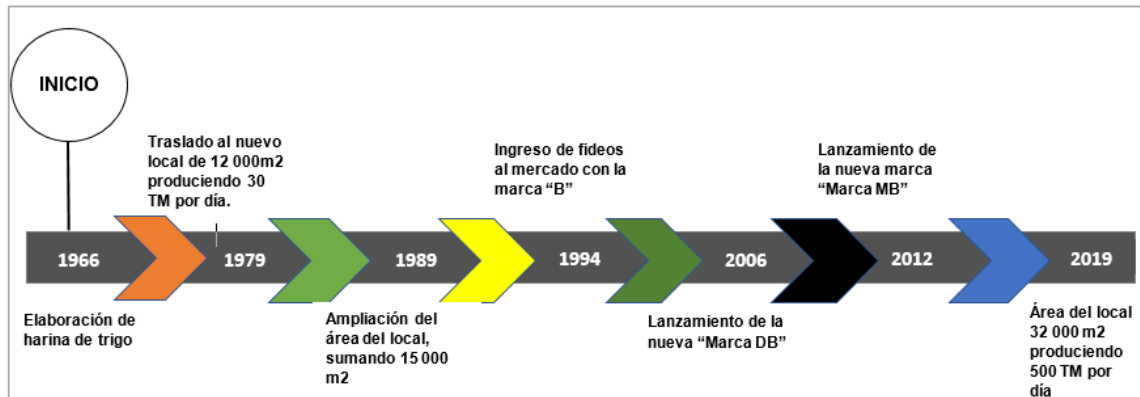 INICIO
Traslado al nuevo
local de 12 000m2
produciendo 30
TM por día.
Ingreso de fideos
al mercado con la
marca “B”
Lanzamiento de
la nueva marca
“Marca MB”
1966
1979
1989
1994
2006
2012
2019
Elaboración de
harina de trigo
Ampliación del
área del local,
sumando 15 000
m2
Lanzamiento de la
nueva “Marca DB”
Área del local
32 000 m2
produciendo
500 TM por
día